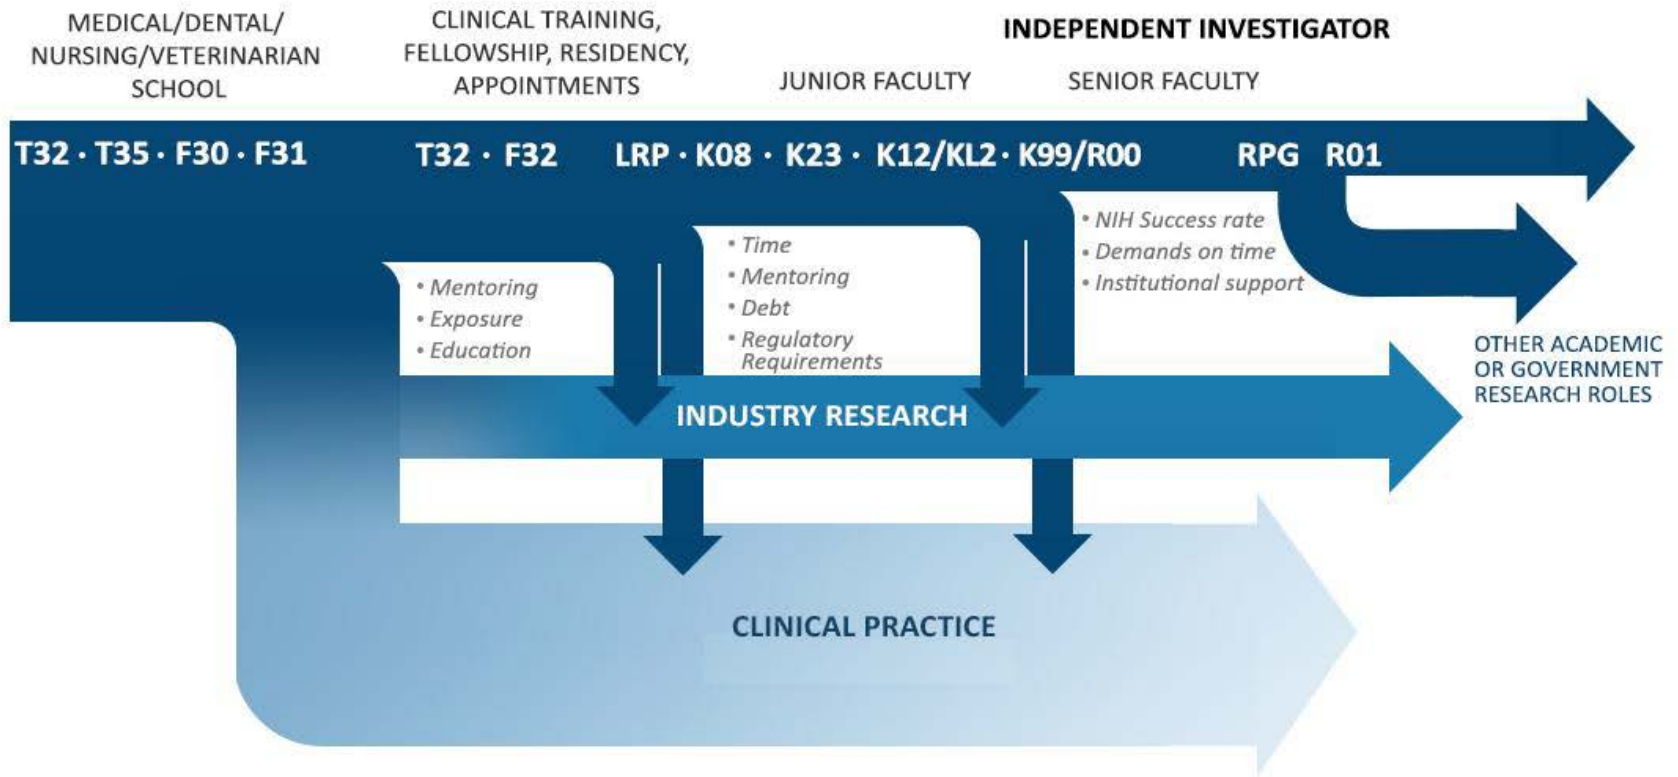 MEDICAL/DENTAL/
NURSING/VETERINARIAN
SCHOOL
CLINICAL TRAINING,
FELLOWSHIP, RESIDENCY,
APPOINTMENTS
INDEPENDENT INVESTIGATOR
JUNIOR FACULTY
SENIOR FACULTY
T32 · T35 · F30 · F31
T32 · F32
LRP · K08 · K23 · K12/KL2 · K99/R00
RPG R01
• Mentoring
• Exposure
• Education
• Time
• Mentoring
• Debt
• Regulatory
Requirements
• NIH Success rate
• Demands on time
• Institutional support
OTHER ACADEMIC
OR GOVERNMENT
RESEARCH ROLES
INDUSTRY RESEARCH
CLINICAL PRACTICE